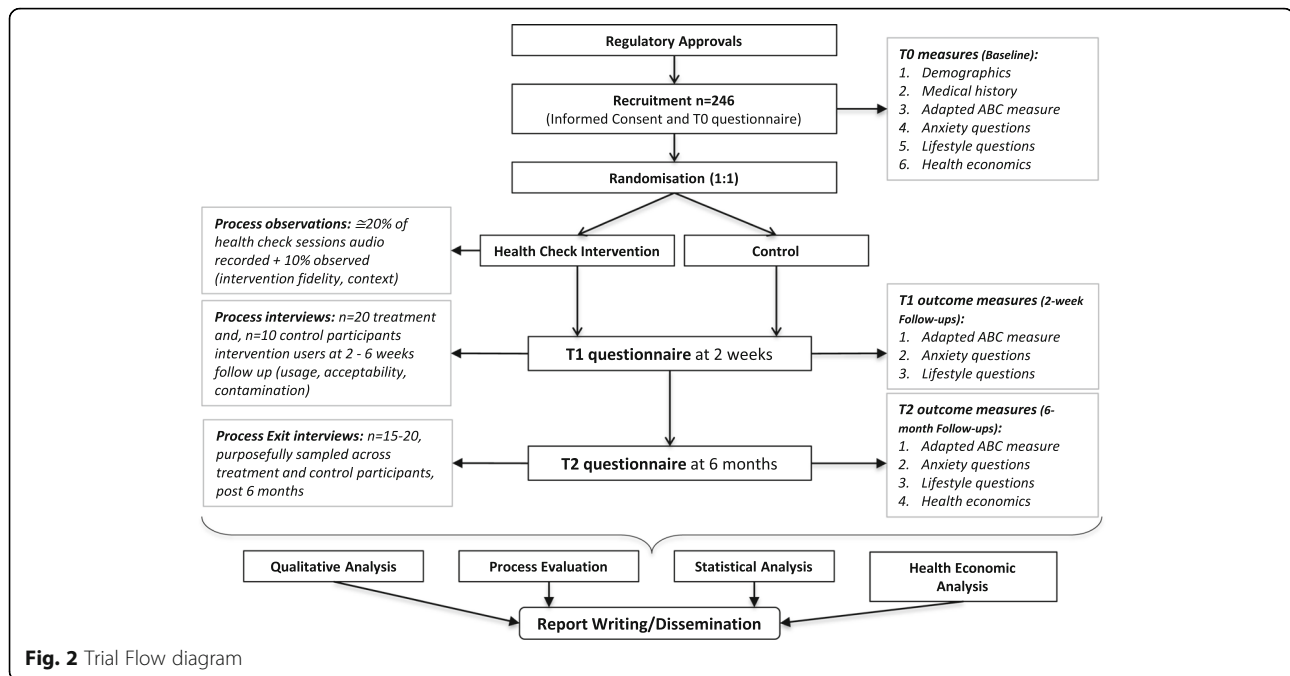 Regulatory Approvals
T0 measures (Baseline):
1. Demographics
2. Medical history
3. Adapted ABC measure
4. Anxiety questions
5. Lifestyle questions
6. Health economics
Recruitment n=246
(Informed Consent and T0 questionnaire)
Randomisation (1:1)
Process observations: ≅20% of
health check sessions audio
recorded + 10% observed
(intervention fidelity, context)
Health Check Intervention
Control
Process interviews: n=20 treatment
and, n=10 control participants
intervention users at 2 - 6 weeks
follow up (usage, acceptability,
contamination)
T1 questionnaire at 2 weeks
T1 outcome measures (2-week
Follow-ups):
1. Adapted ABC measure
2. Anxiety questions
3. Lifestyle questions
Process Exit interviews: n=15-20,
purposefully sampled across
treatment and control participants,
post 6 months
T2 questionnaire at 6 months
T2 outcome measures (6-
month Follow-ups):
1. Adapted ABC measure
2. Anxiety questions
3. Lifestyle questions
4. Health economics
Qualitative Analysis
Process Evaluation
Statistical Analysis
Health Economic
Analysis
Report Writing/Dissemination
Fig. 2 Trial Flow diagram